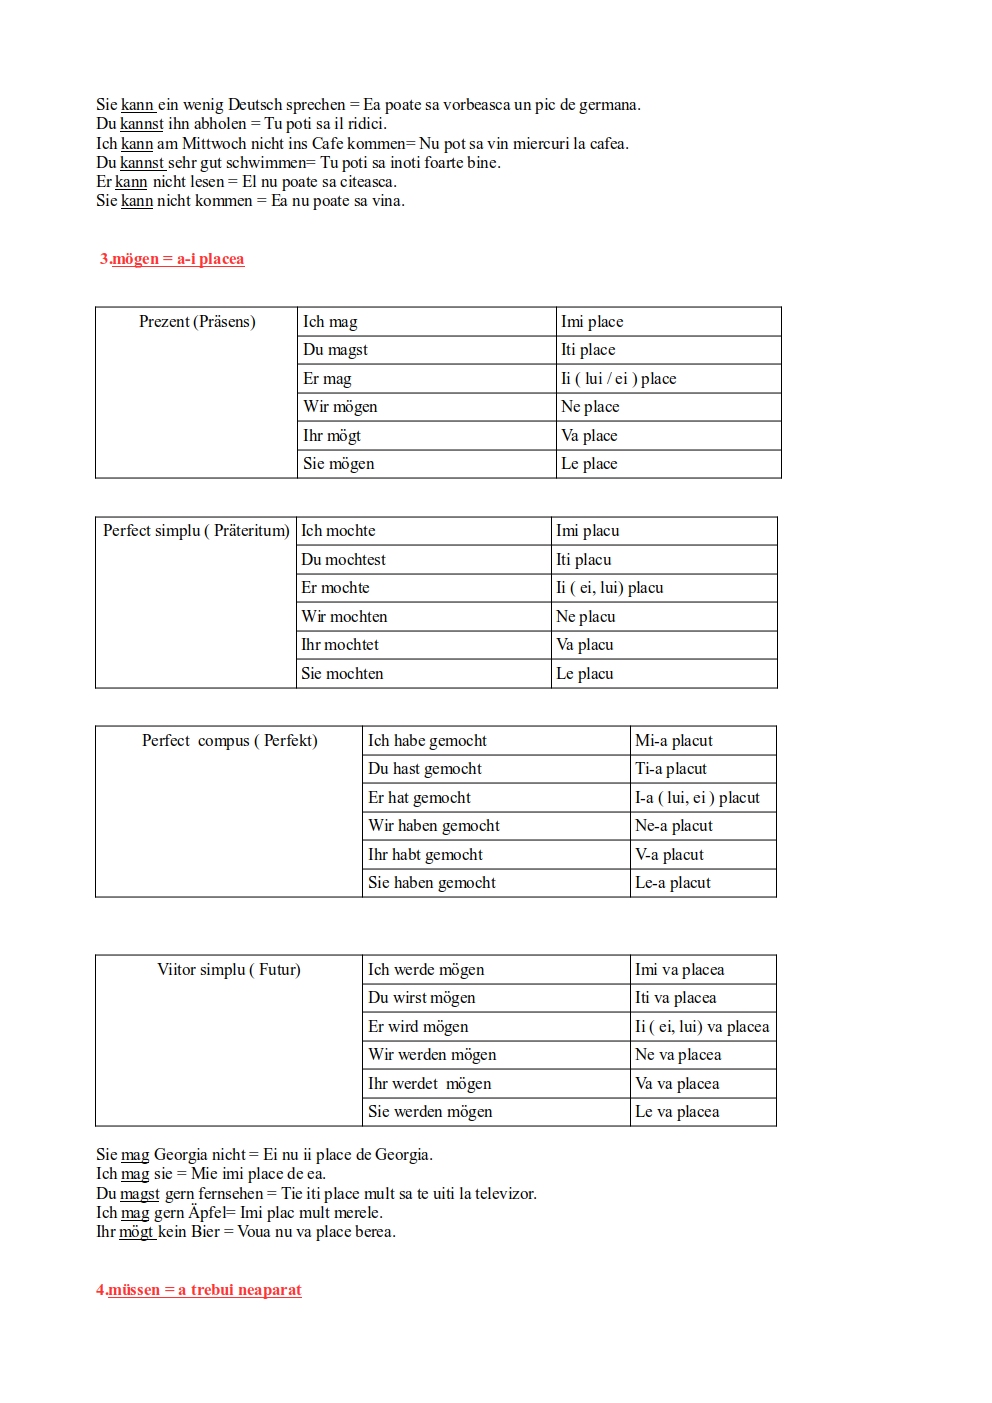 Sie kann ein wenig Deutsch sprechen = Ea poate sa vorbeasca un pic de germana.
Du kannst ihn abholen = Tu poti sa il ridici.
Ich kann am Mittwoch nicht ins Cafe kommen= Nu pot sa vin miercuri la cafea.
Du kannst sehr gut schwimmen= Tu poti sa inoti foarte bine.
Er kann nicht lesen = El nu poate sa citeasca.
Sie kann nicht kommen = Ea nu poate sa vina.
3.mögen = a-i placea
Prezent (Präsens) Ich mag Imi place
Du magst Iti place
Er mag Ii ( lui / ei ) place
Wir mögen Ne place
Ihr mögt Va place
Sie mögen Le place
Perfect simplu ( Präteritum) Ich mochte Imi placu
Du mochtest Iti placu
Er mochte Ii ( ei, lui) placu
Wir mochten Ne placu
Ihr mochtet Va placu
Sie mochten Le placu
Perfect compus ( Perfekt) Ich habe gemocht Mi-a placut
Du hast gemocht Ti-a placut
Er hat gemocht I-a ( lui, ei ) placut
Wir haben gemocht Ne-a placut
Ihr habt gemocht V-a placut
Sie haben gemocht Le-a placut
Viitor simplu ( Futur) Ich werde mögen Imi va placea
Du wirst mögen Iti va placea
Er wird mögen Ii ( ei, lui) va placea
Wir werden mögen Ne va placea
Ihr werdet mögen Va va placea
Sie werden mögen Le va placea
Sie mag Georgia nicht = Ei nu ii place de Georgia.
Ich mag sie = Mie imi place de ea.
Du magst gern fernsehen = Tie iti place mult sa te uiti la televizor.
Ich mag gern Äpfel= Imi plac mult merele.
Ihr mögt kein Bier = Voua nu va place berea.
4.müssen = a trebui neaparat